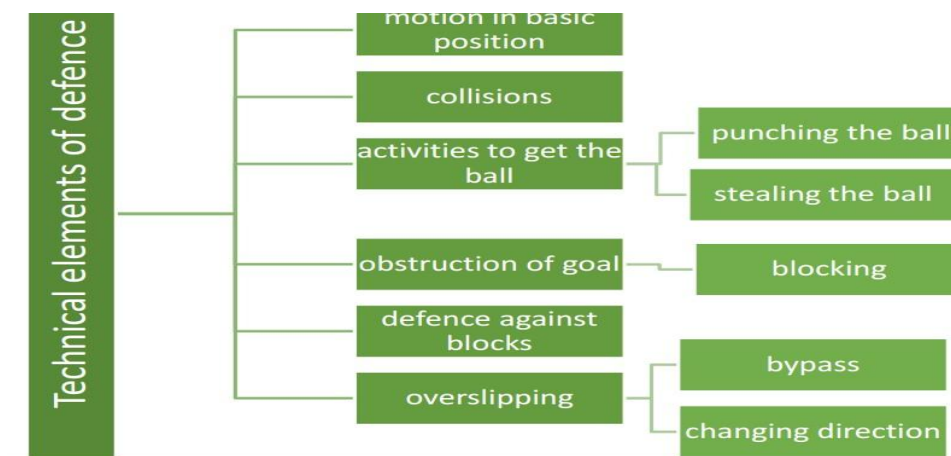 Technical elements of defence
motion in basic
position
collisions
activities to get the
ball
punching the ball
stealing the ball
obstruction of goal
blocking
defence against
blocks
overslipping
bypass
changing direction